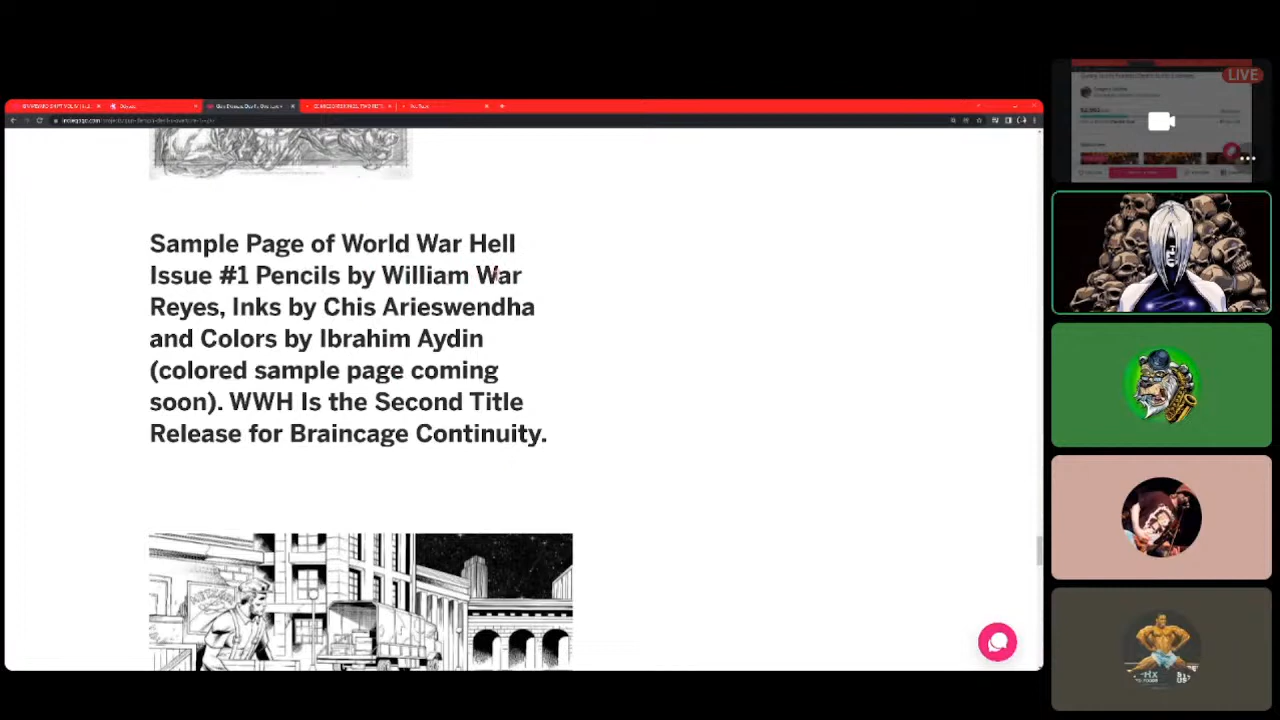 LIVE
Sample Page of World War Hell
Issue #1 Pencils by William War
Reyes, Inks by Chis Arieswendha
and Colors by Ibrahim Aydin
(colored sample page coming
soon). WWH Is the Second Title
Release for Braincage Continuity.